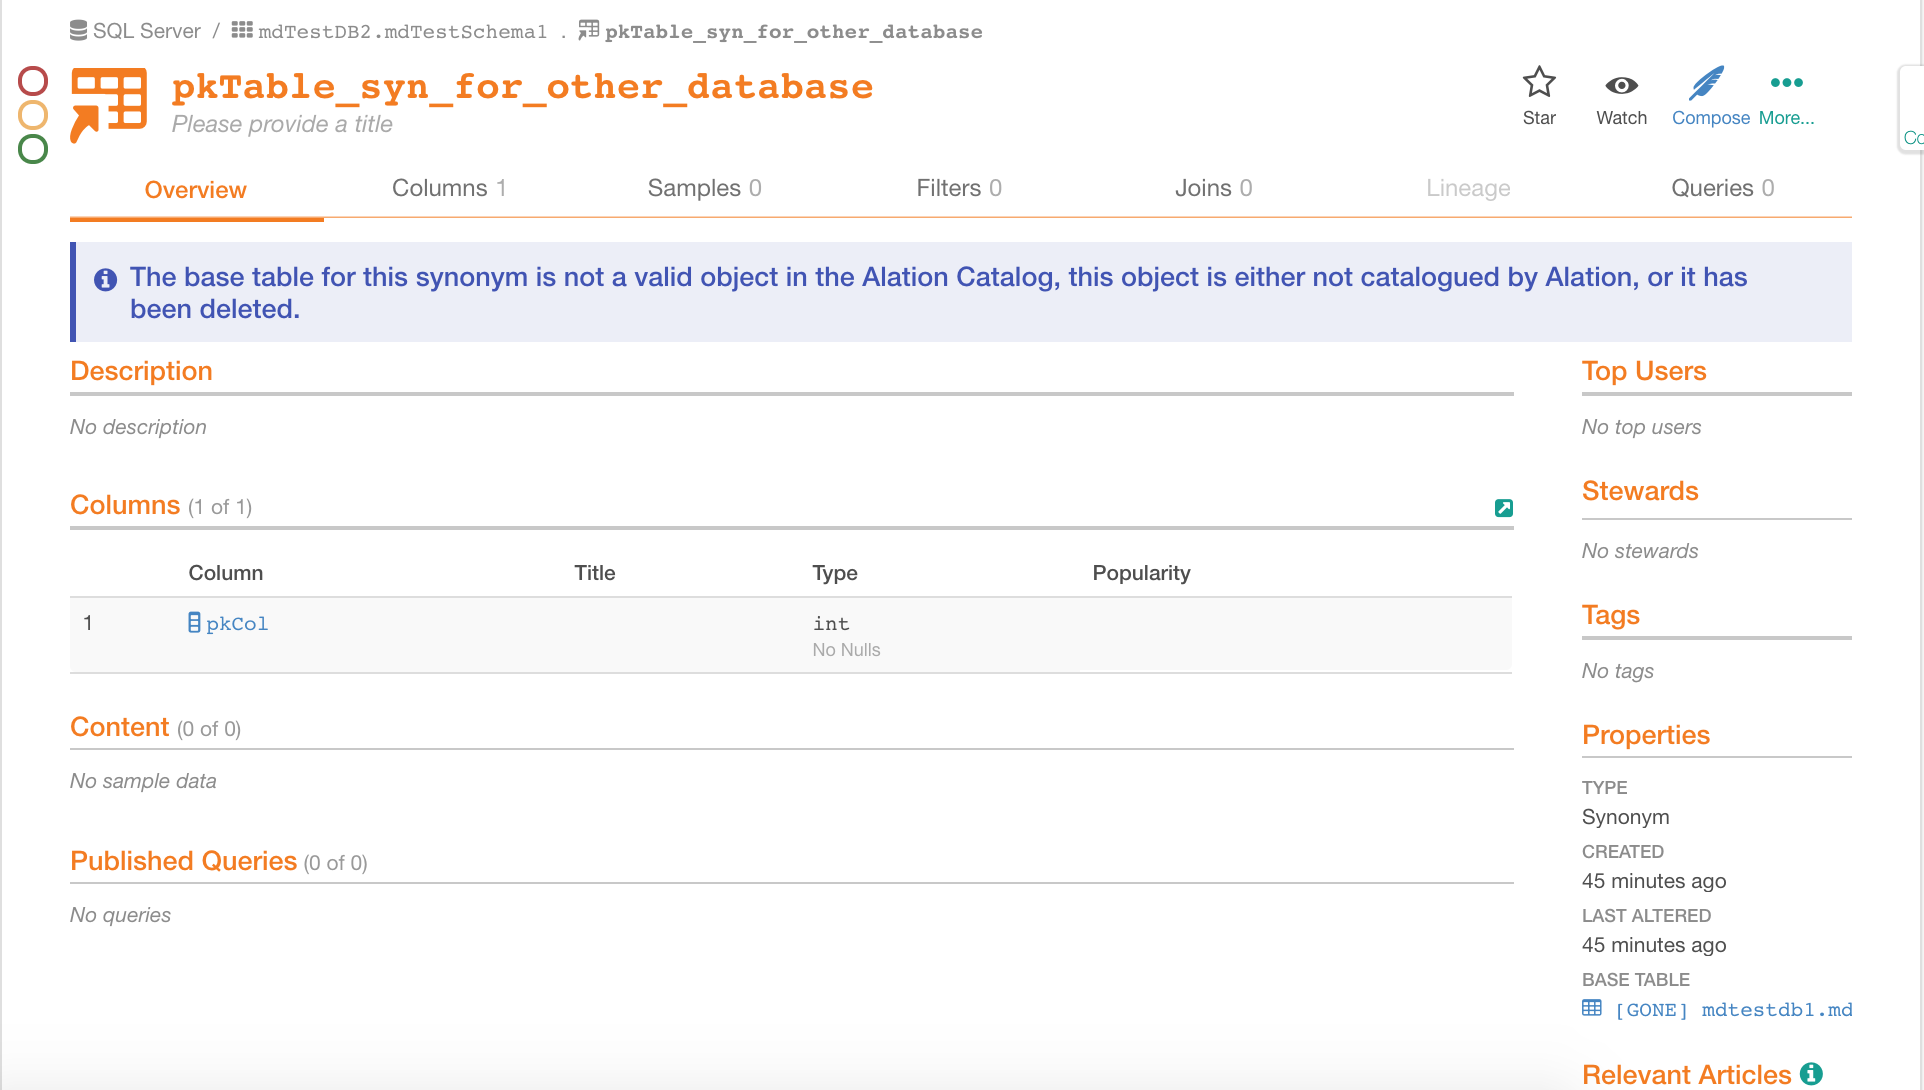 SQL Server / mdTestDB2.mdTestSchema1 . pkTable_syn_for_other_database
pkTable_syn_for_other_database
Please provide a title
Star
Watch
Compose
More...
Co
Overview
Columns 1
Samples 0
Filters 0
Joins 0
Lineage
Queries 0
The base table for this synonym is not a valid object in the Alation Catalog, this object is either not catalogued by Alation, or it has
been deleted.
Description
No description
Columns (1 of 1)
Column Title Type Popularity
1 pkCol int
No Nulls
Content (0 of 0)
No sample data
Published Queries (0 of 0)
No queries
Top Users
No top users
Stewards
No stewards
Tags
No tags
Properties
TYPE
Synonym
CREATED
45 minutes ago
LAST ALTERED
45 minutes ago
BASE TABLE
[GONE] mdtestdb1.md
Relevant Articles